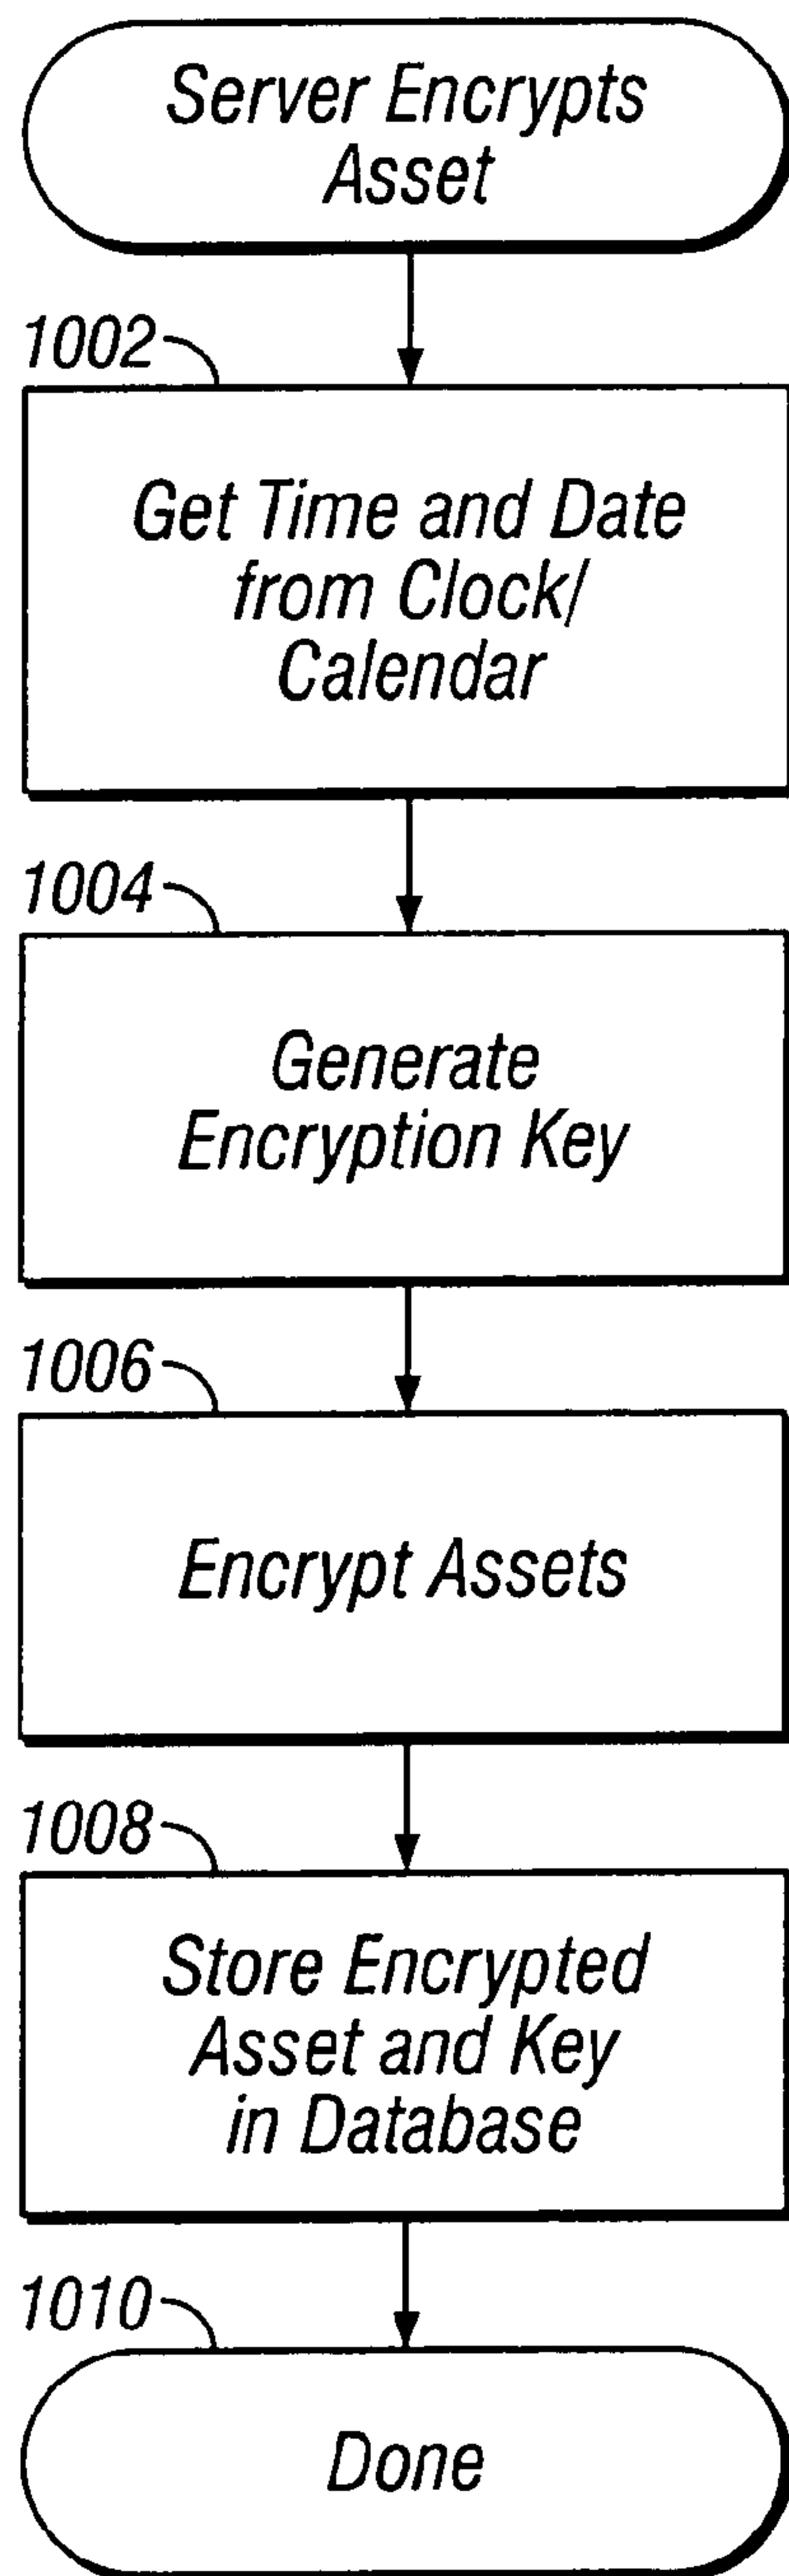 Server Encrypts
Asset
1002
Get Time and Date
from Clock/
Calendar
1004
Generate
Encryption Key
1006
Encrypt Assets
1008
Store Encrypted
Asset and Key
in Database
1010
Done